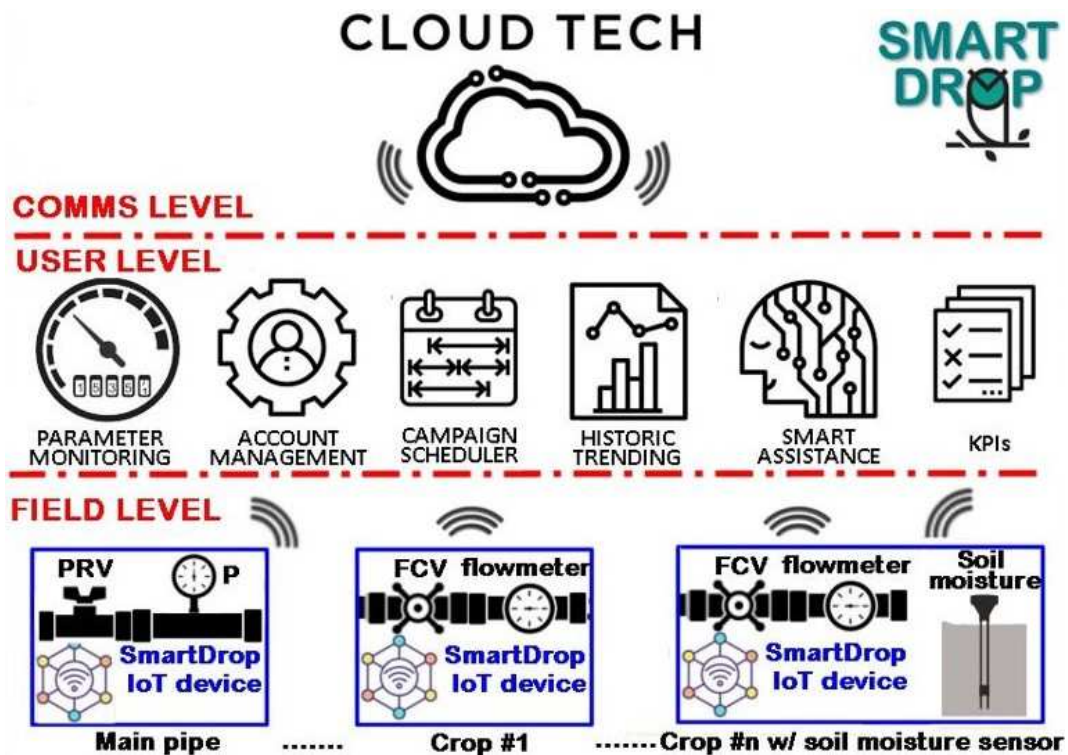 CLOUD TECH
SMART
DROP
COMMS LEVEL
USER LEVEL
PARAMETER
MONITORING
ACCOUNT
MANAGEMENT
CAMPAIGN
SCHEDULER
HISTORIC
TRENDING
SMART
ASSISTANCE
KPIs
FIELD LEVEL
PRV
P
SmartDrop
IoT device
Main pipe
FCV flowmeter
SmartDrop
IoT device
Crop #1
FCV flowmeter
Soil
moisture
SmartDrop
IoT device
Crop #n w/ soil moisture sensor